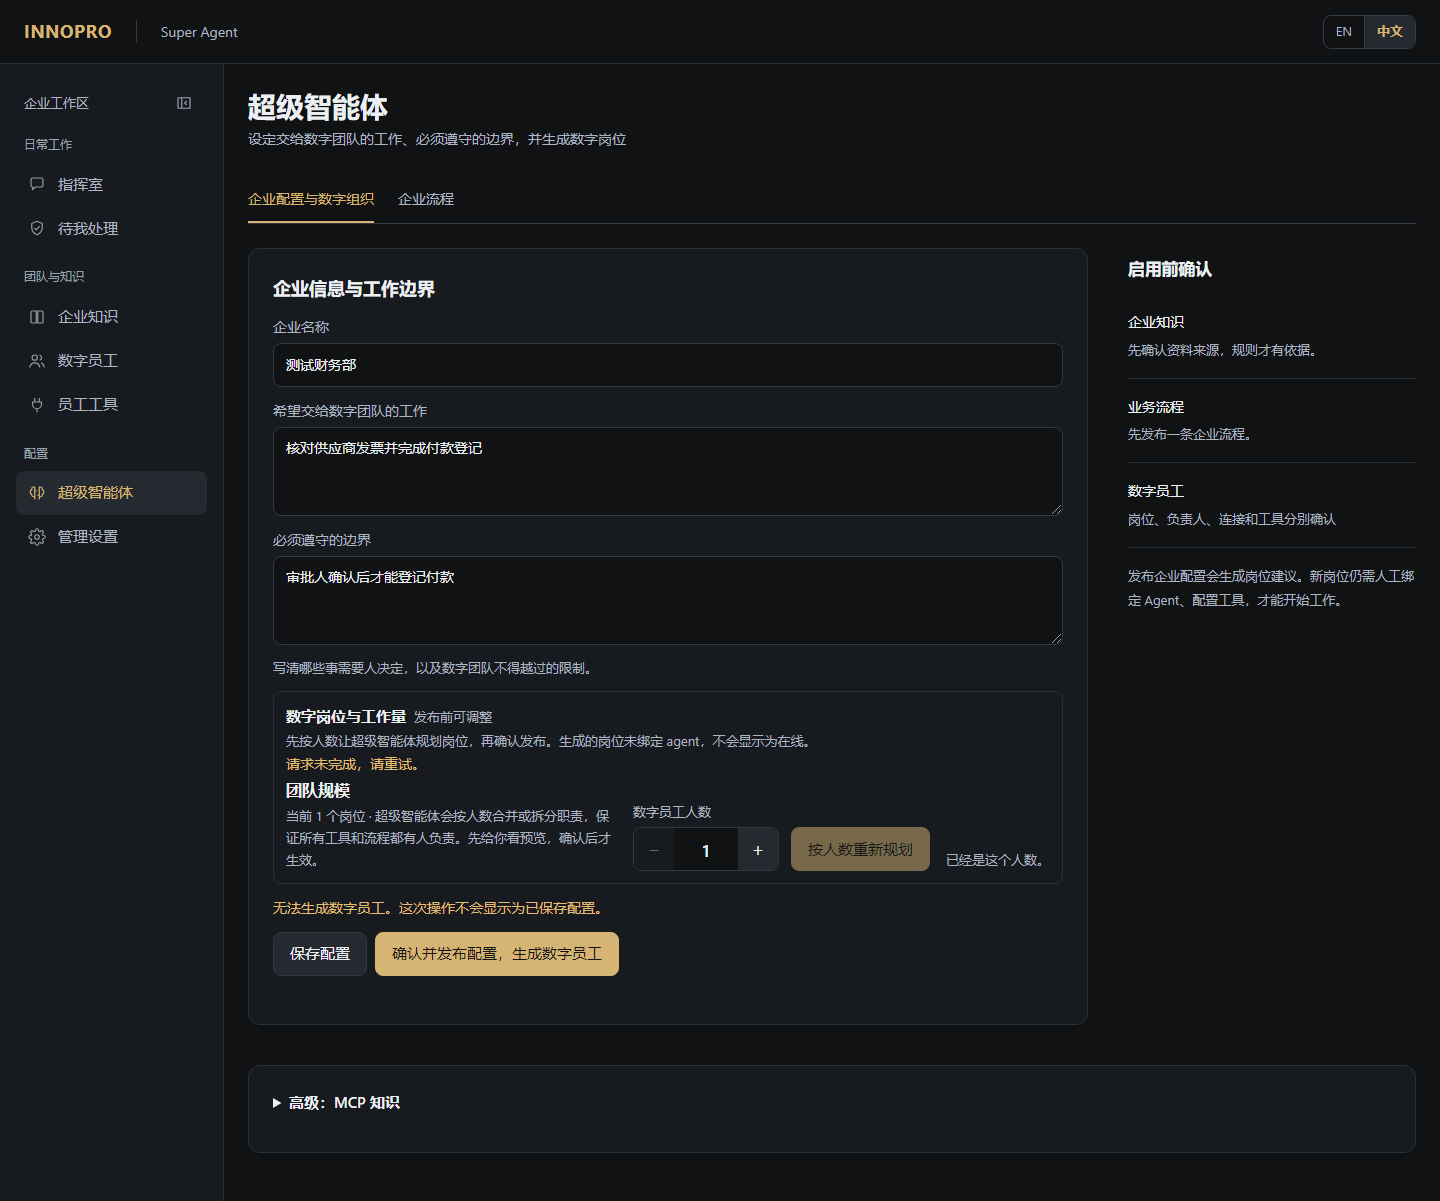 INNOPRO
Super Agent
EN
中文
企业工作区
日常工作
指挥室
待我处理
团队与知识
企业知识
数字员工
员工工具
配置
超级智能体
管理设置
超级智能体
设定交给数字团队的工作、必须遵守的边界，并生成数字岗位
企业配置与数字组织
企业流程
企业信息与工作边界
企业名称
测试财务部
希望交给数字团队的工作
核对供应商发票并完成付款登记
必须遵守的边界
审批人确认后才能登记付款
写清哪些事需要人决定，以及数字团队不得越过的限制。
数字岗位与工作量 发布前可调整
先按人数让超级智能体规划岗位，再确认发布。生成的岗位未绑定 agent，不会显示为在线。
请求未完成，请重试。
团队规模
当前 1 个岗位 · 超级智能体会按人数合并或拆分职责，保
证所有工具和流程都有人负责。先给你看预览，确认后才
生效。
数字员工人数
− 1 +
按人数重新规划
已经是这个人数。
无法生成数字员工。这次操作不会显示为已保存配置。
保存配置
确认并发布配置，生成数字员工
启用前确认
企业知识
先确认资料来源，规则才有依据。
业务流程
先发布一条企业流程。
数字员工
岗位、负责人、连接和工具分别确认
发布企业配置会生成岗位建议。新岗位仍需人工绑
定 Agent、配置工具，才能开始工作。
高级：MCP 知识